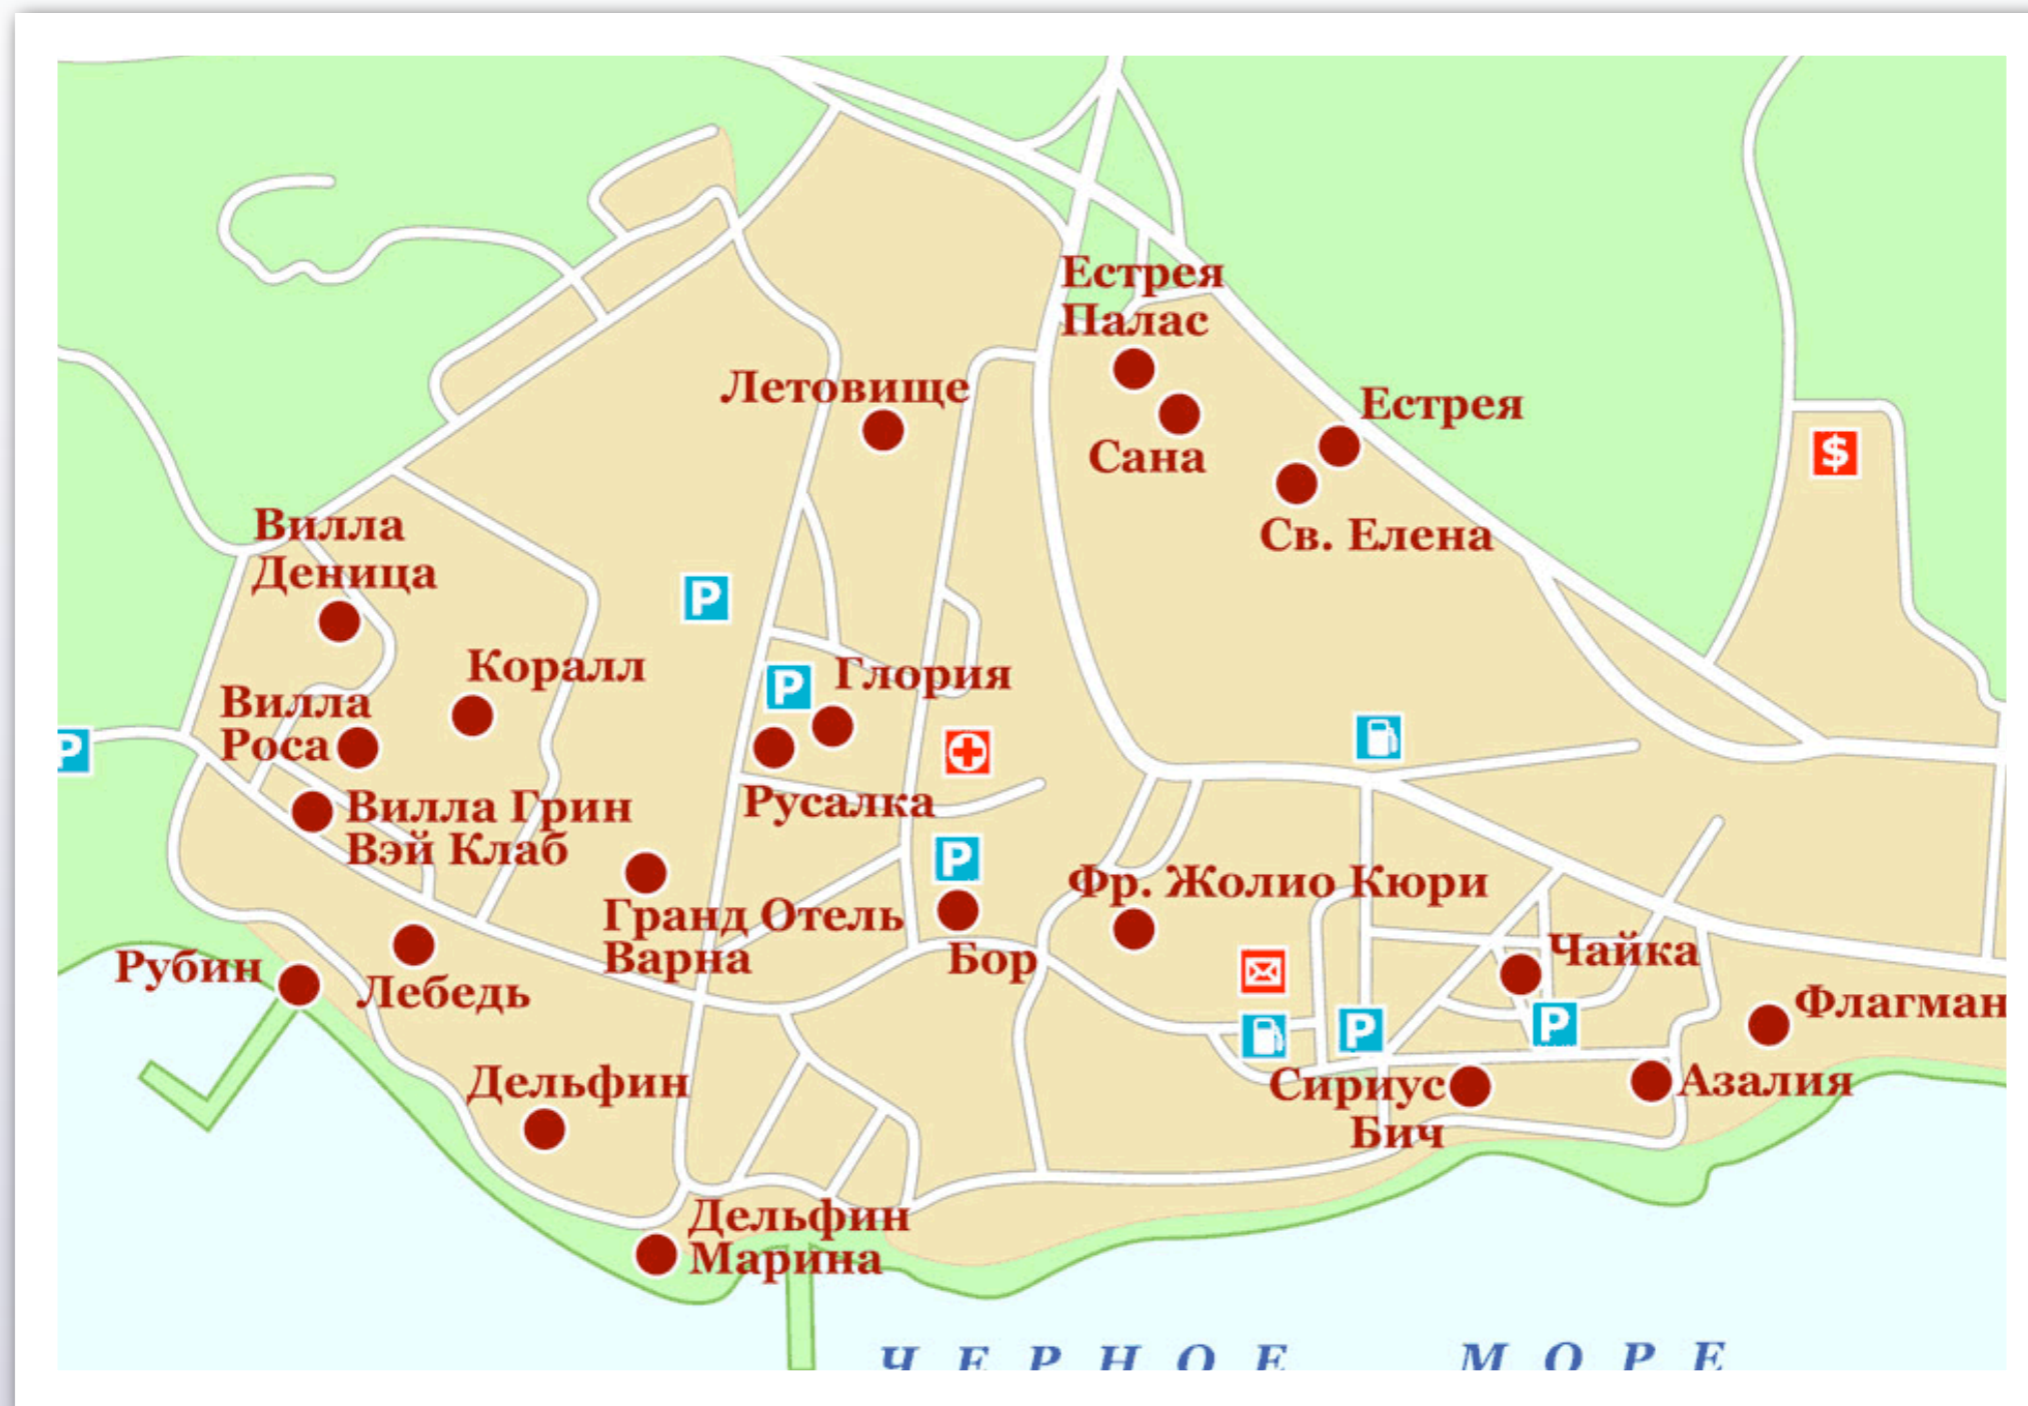 Естрея
Палас
Летовище
Естрея
Сана
$
Св. Елена
Вилла
Деница
P
Коралл
P
Глория
Вилла
Роса
P
Русалка
Вилла Грин
Вэй Клаб
P
Фр. Жолио Кюри
Гранд Отель
Варна
Бор
Чайка
Рубин
Лебедь
Флагман
P
P
Дельфин
Сириус
Бич
Азалия
Дельфин
Марина
ЧЕРНОЕ МОРЕ